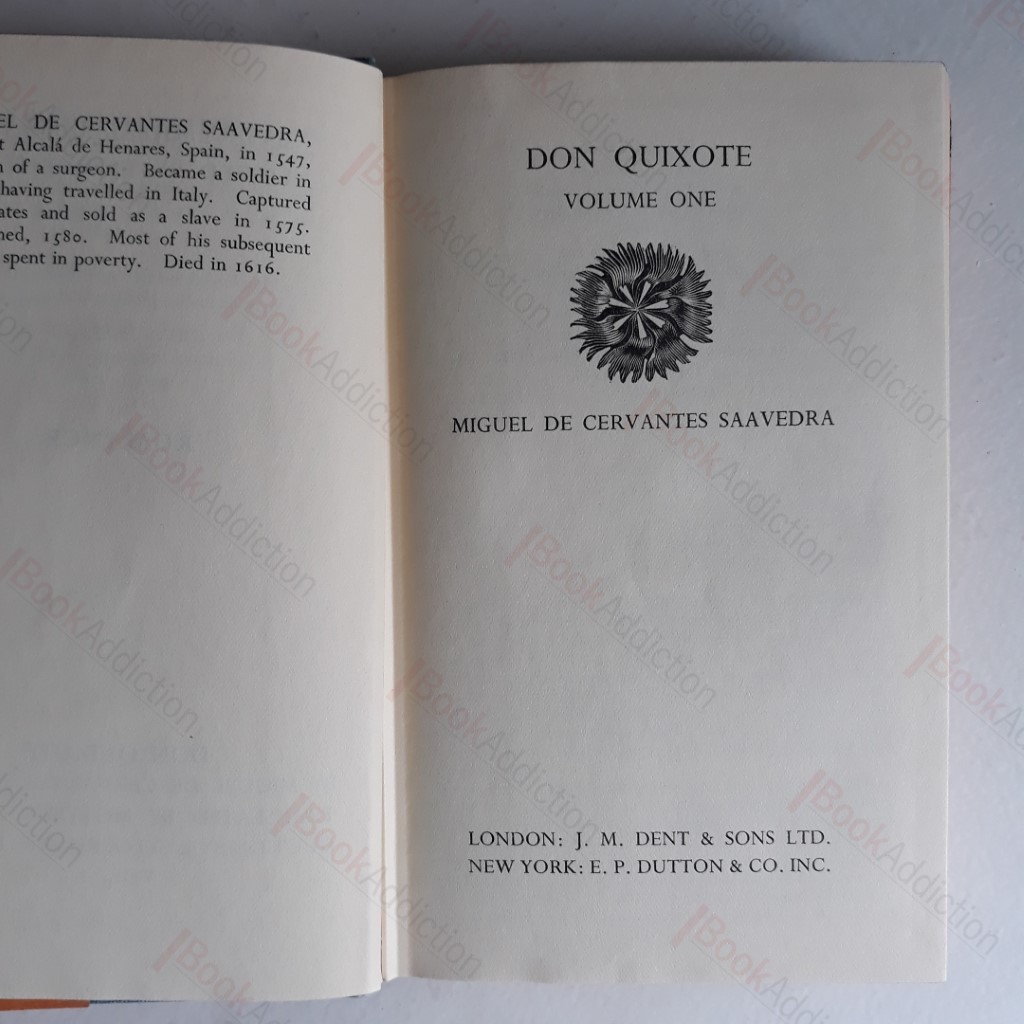 EL DE CERVANTES SAAVEDRA,
t Alcalá de Henares, Spain, in 1547,
of a surgeon. Became a soldier in
having travelled in Italy. Captured
ates and sold as a slave in 1575.
ned, 1580. Most of his subsequent
spent in poverty. Died in 1616.
DON QUIXOTE
VOLUME ONE
MIGUEL DE CERVANTES SAAVEDRA
LONDON: J. M. DENT & SONS LTD.
NEW YORK: E. P. DUTTON & CO. INC.
BookAddiction